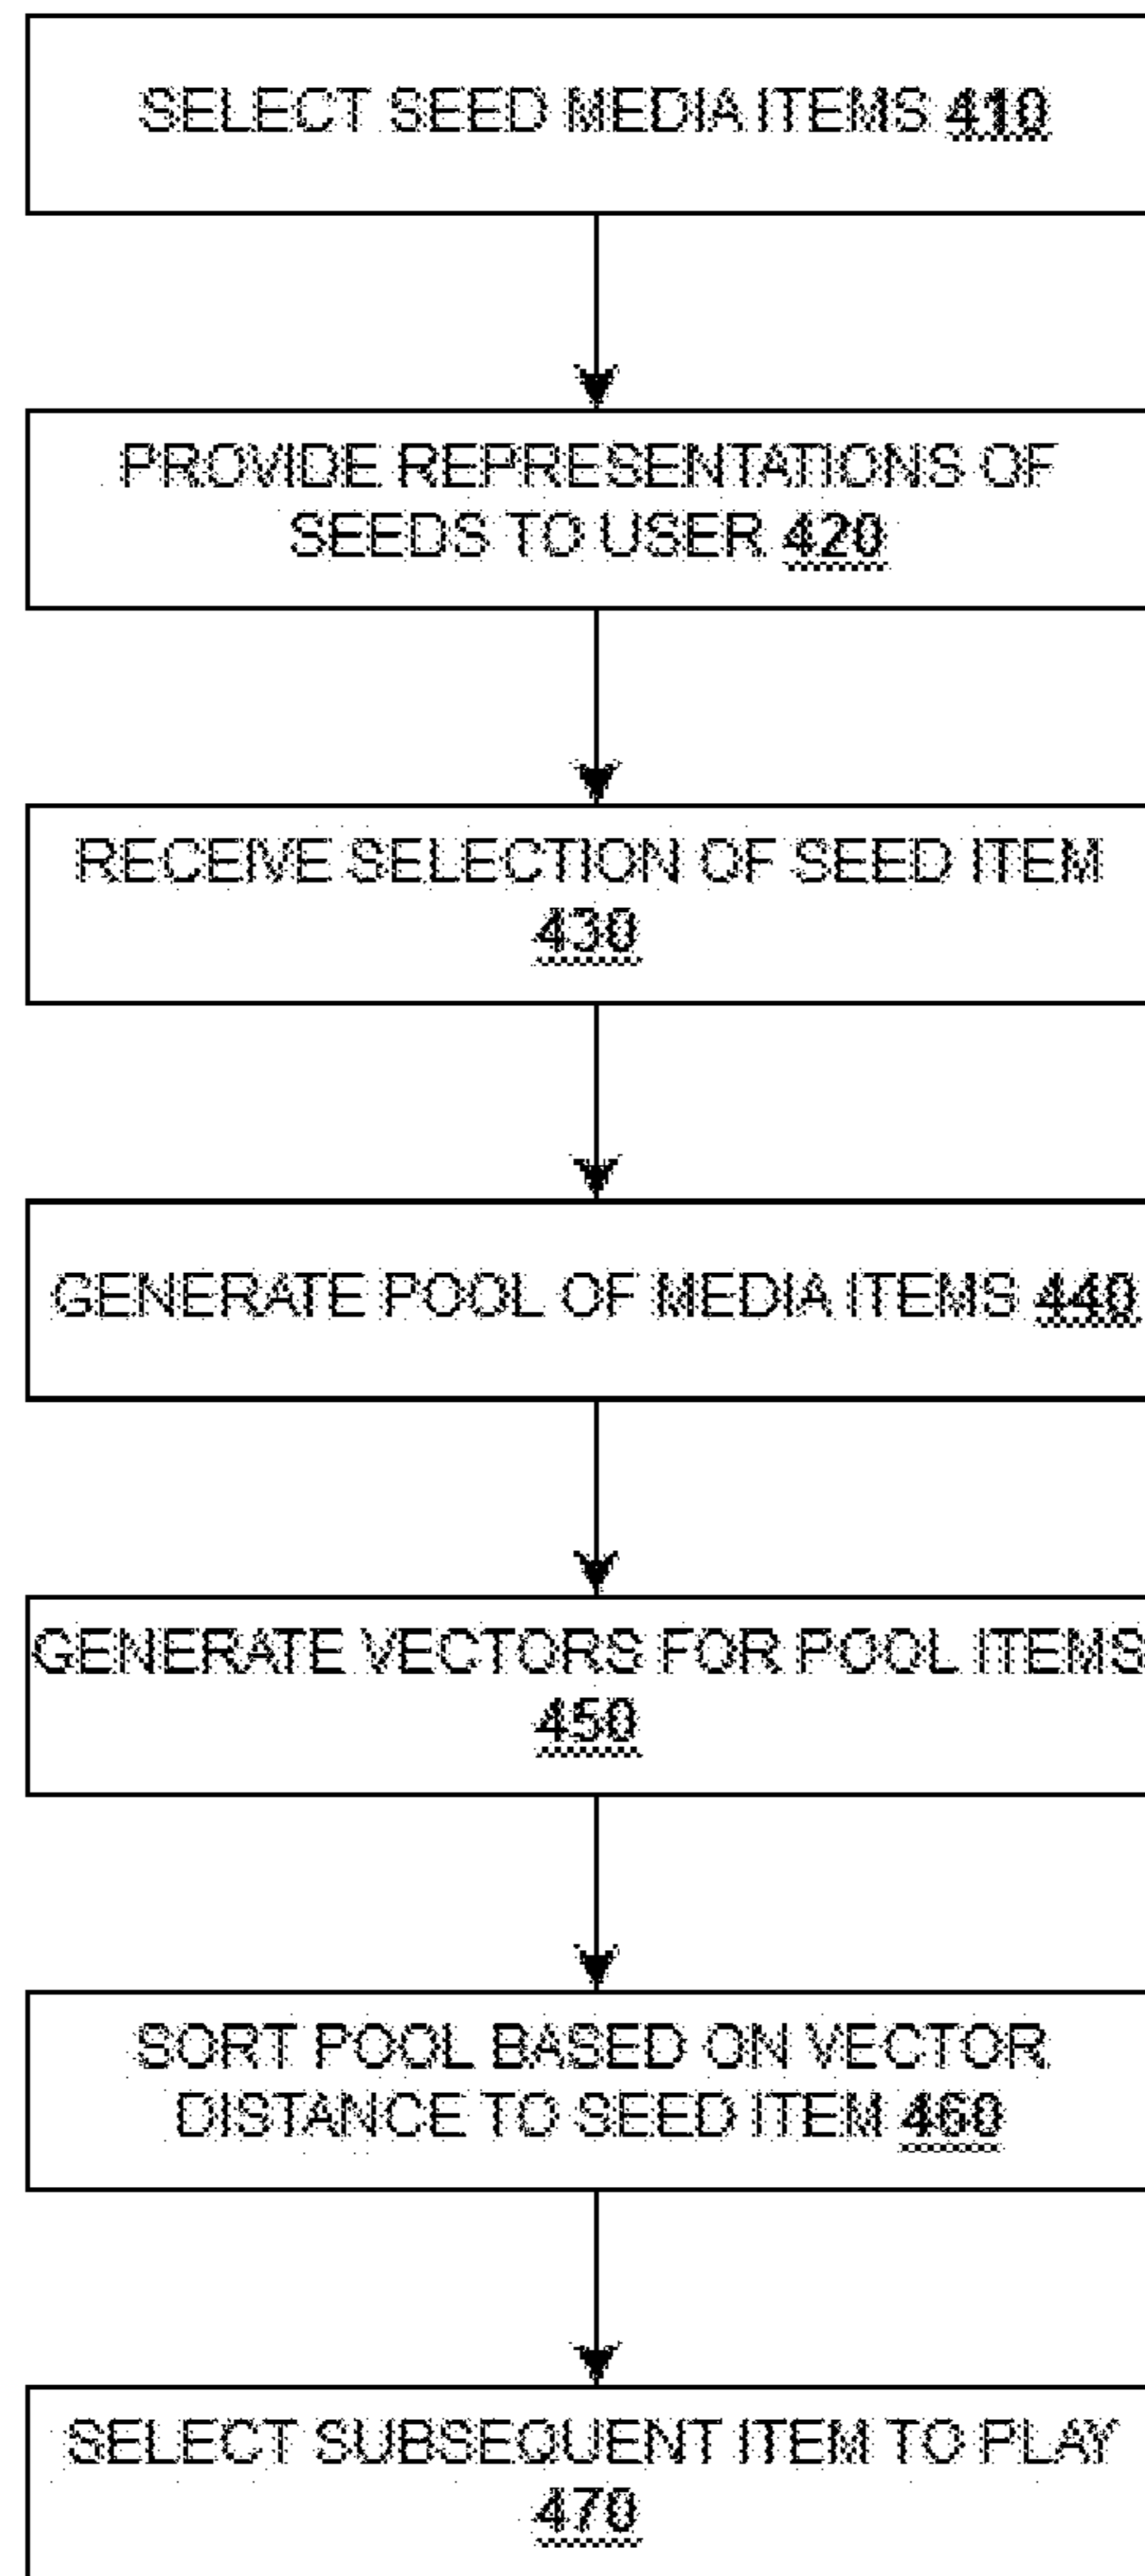 SELECT SEED MEDIA ITEMS 410
PROVIDE REPRESENTATIONS OF
SEEDS TO USER 420
RECEIVE SELECTION OF SEED ITEM
430
GENERATE POOL OF MEDIA ITEMS 440
GENERATE VECTORS FOR POOL ITEMS
450
SORT POOL BASED ON VECTOR
DISTANCE TO SEED ITEM 460
SELECT SUBSEQUENT ITEM TO PLAY
470